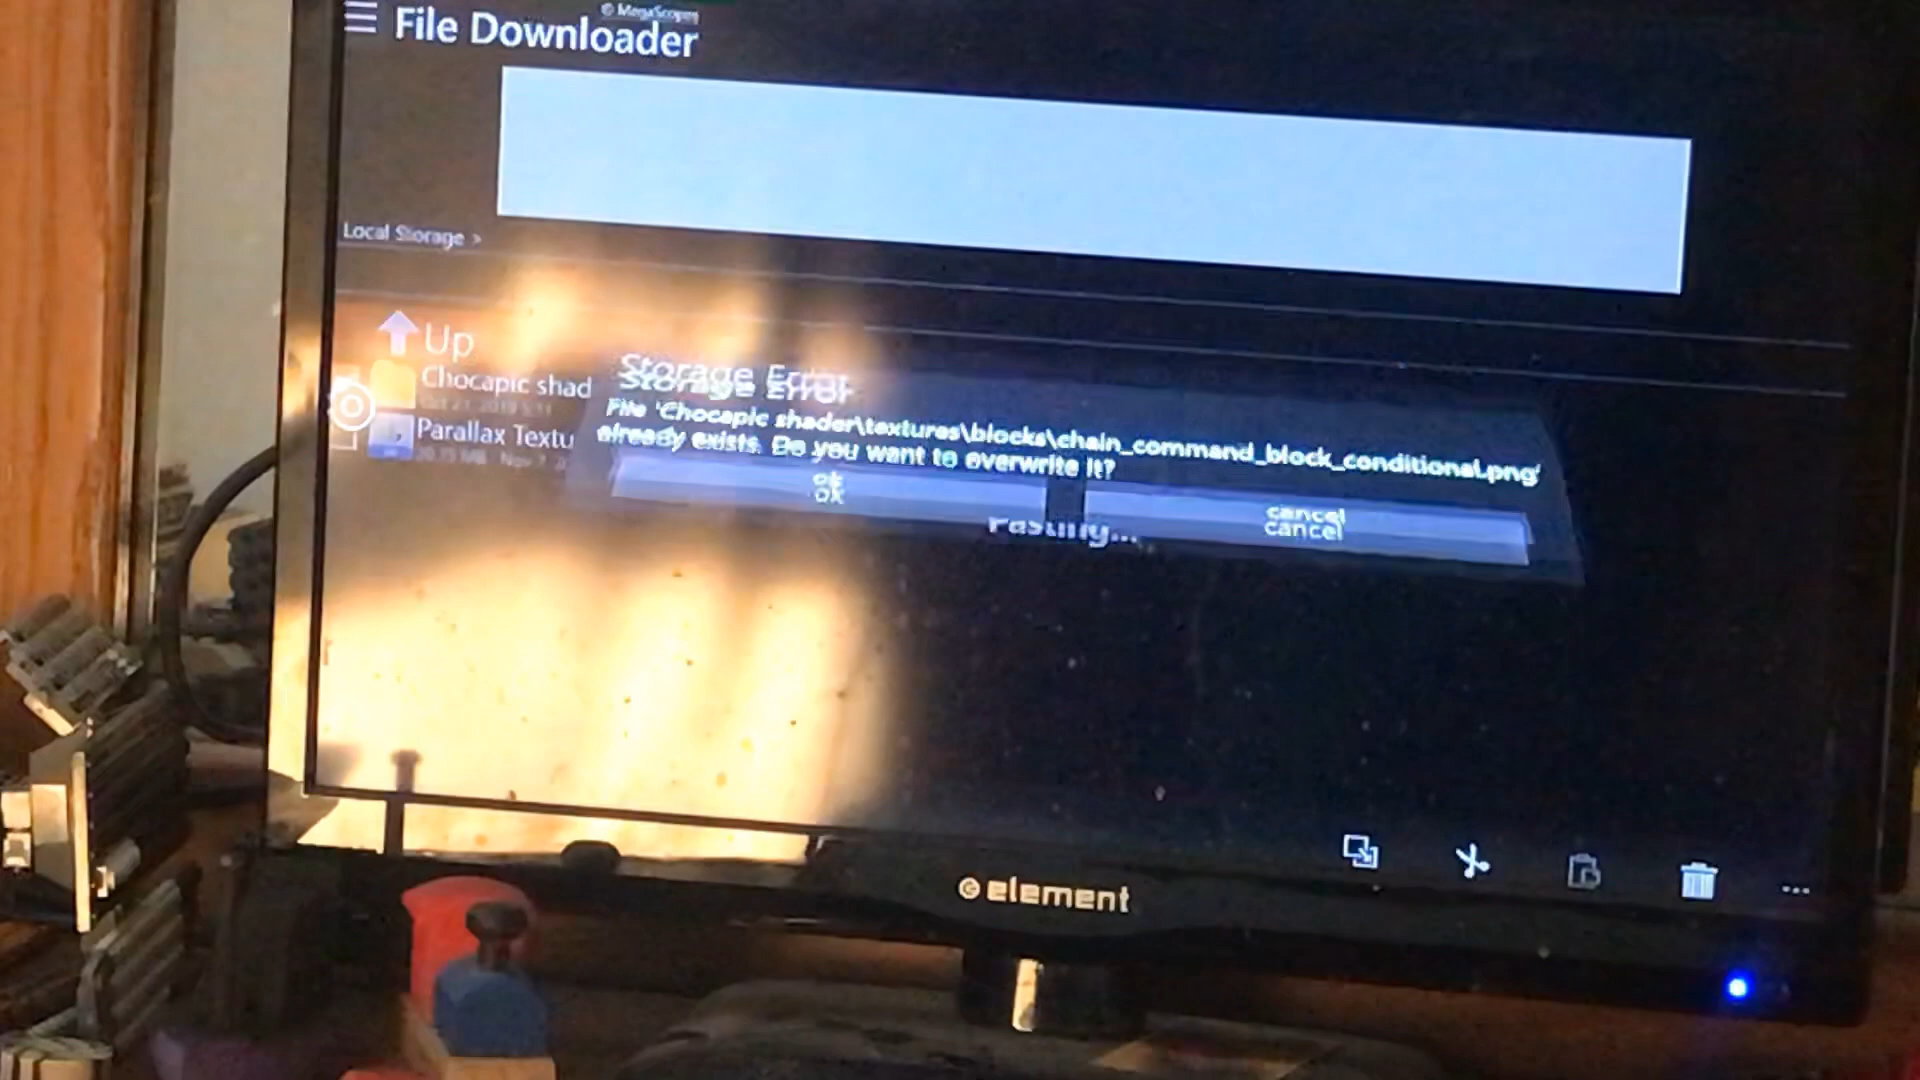 © MegaScopes
File Downloader
Local Storage >
Up
Chocapic shad
Parallax Textu
Storage Error
File 'Chocapic shader\textures\blocks\chain_command_block_conditional.png'
already exists. Do you want to overwrite it?
ok
cancel
Pasting...
element